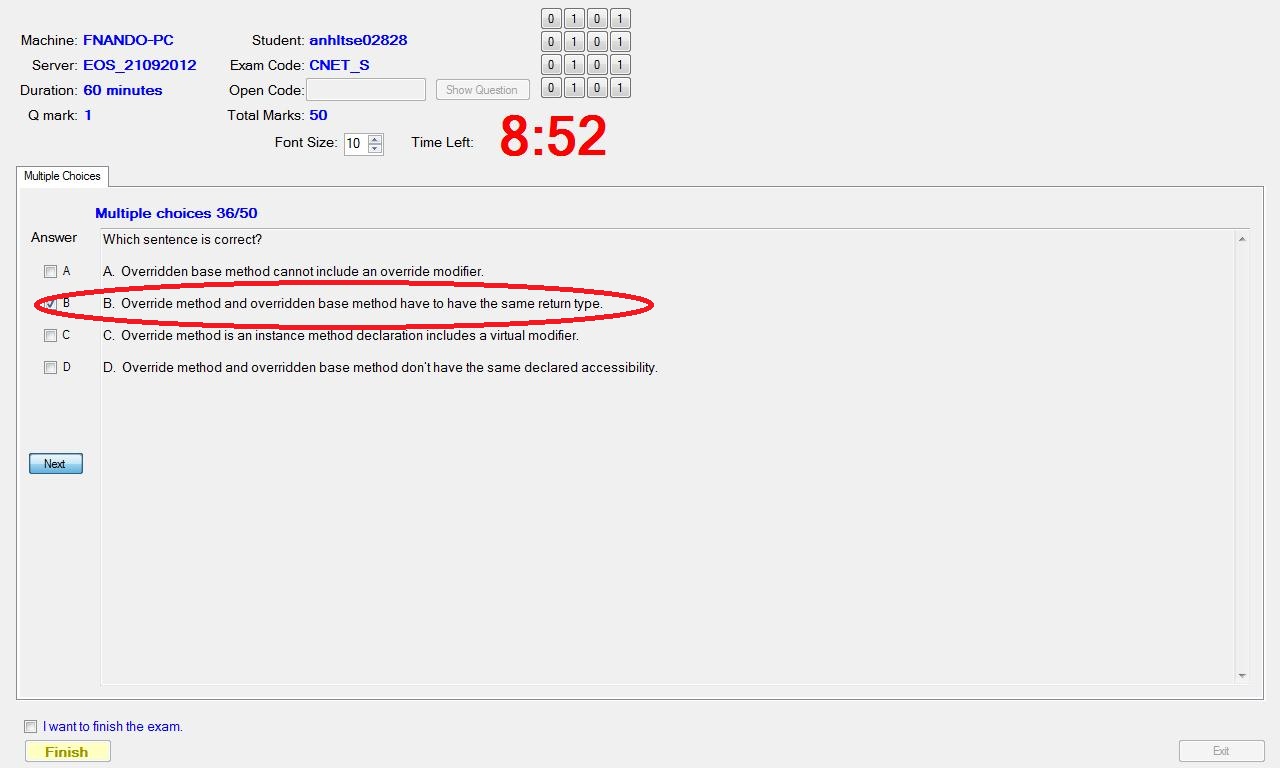 0 1 0 1
Machine: FNANDO-PC Student: anhltse02828 0 1 0 1
Server: EOS_21092012 Exam Code: CNET_S 0 1 0 1
Duration: 60 minutes Open Code: Show Question 0 1 0 1
Q mark: 1 Total Marks: 50
Font Size: 10 Time Left: 8:52
Multiple Choices
Multiple choices 36/50
Answer Which sentence is correct?
A A. Overridden base method cannot include an override modifier.
B B. Override method and overridden base method have to have the same return type.
C C. Override method is an instance method declaration includes a virtual modifier.
D D. Override method and overridden base method don't have the same declared accessibility.
Next
I want to finish the exam.
Finish Exit